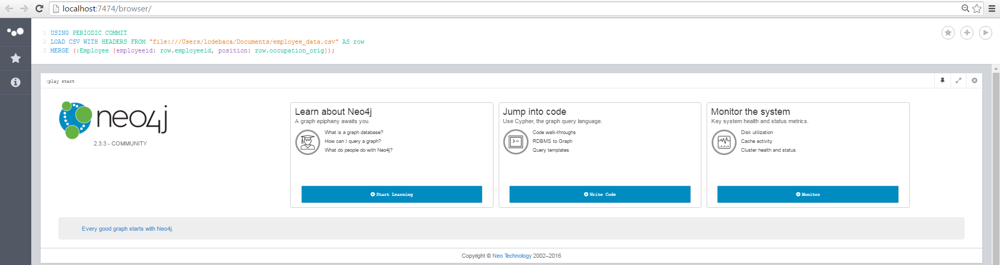 localhost:7474/browser/
1 USING PERIODIC COMMIT
2 LOAD CSV WITH HEADERS FROM "file:///Users/lcdebaca/Documents/employee_data.csv" AS row
3 MERGE (:Employee {employeeid: row.employeeid, position: row.occupation_orig});
:play start
neo4j
2.3.3 - COMMUNITY
Learn about Neo4j
A graph epiphany awaits you.
What is a graph database?
How can I query a graph?
What do people do with Neo4j?
Start Learning
Jump into code
Use Cypher, the graph query language.
Code walk-throughs
RDBMS to Graph
Query templates
Write Code
Monitor the system
Key system health and status metrics.
Disk utilization
Cache activity
Cluster health and status
Monitor
Every good graph starts with Neo4j.
Copyright © Neo Technology 2002–2016